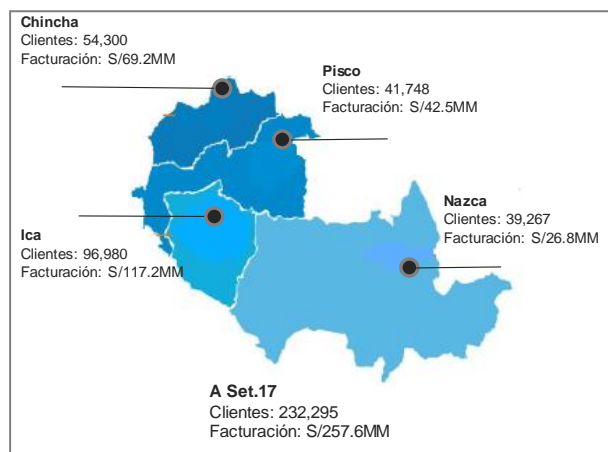 Chincha
Clientes: 54,300
Facturación: S/69.2MM
Pisco
Clientes: 41,748
Facturación: S/42.5MM
Nazca
Clientes: 39,267
Facturación: S/26.8MM
Ica
Clientes: 96,980
Facturación: S/117.2MM
A Set.17
Clientes: 232,295
Facturación: S/257.6MM